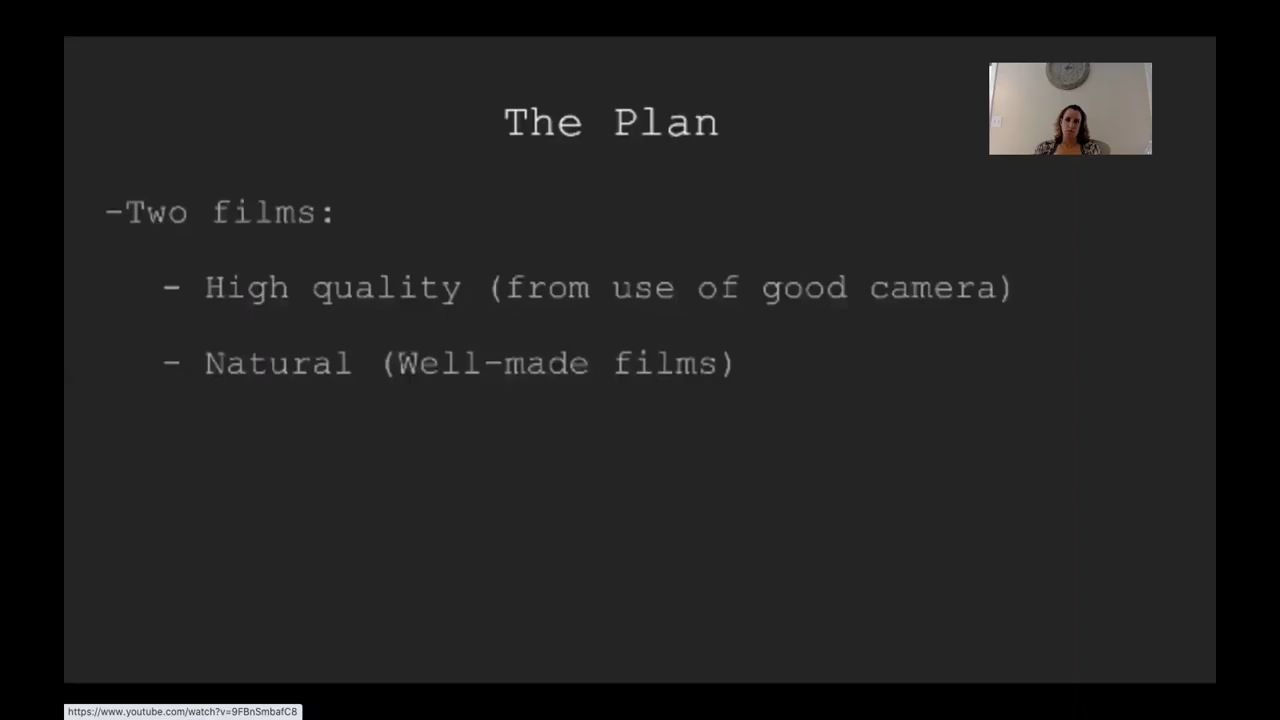 The Plan
-Two films:
- High quality (from use of good camera)
- Natural (Well-made films)
https://www.youtube.com/watch?v=9FBnSmbafC8